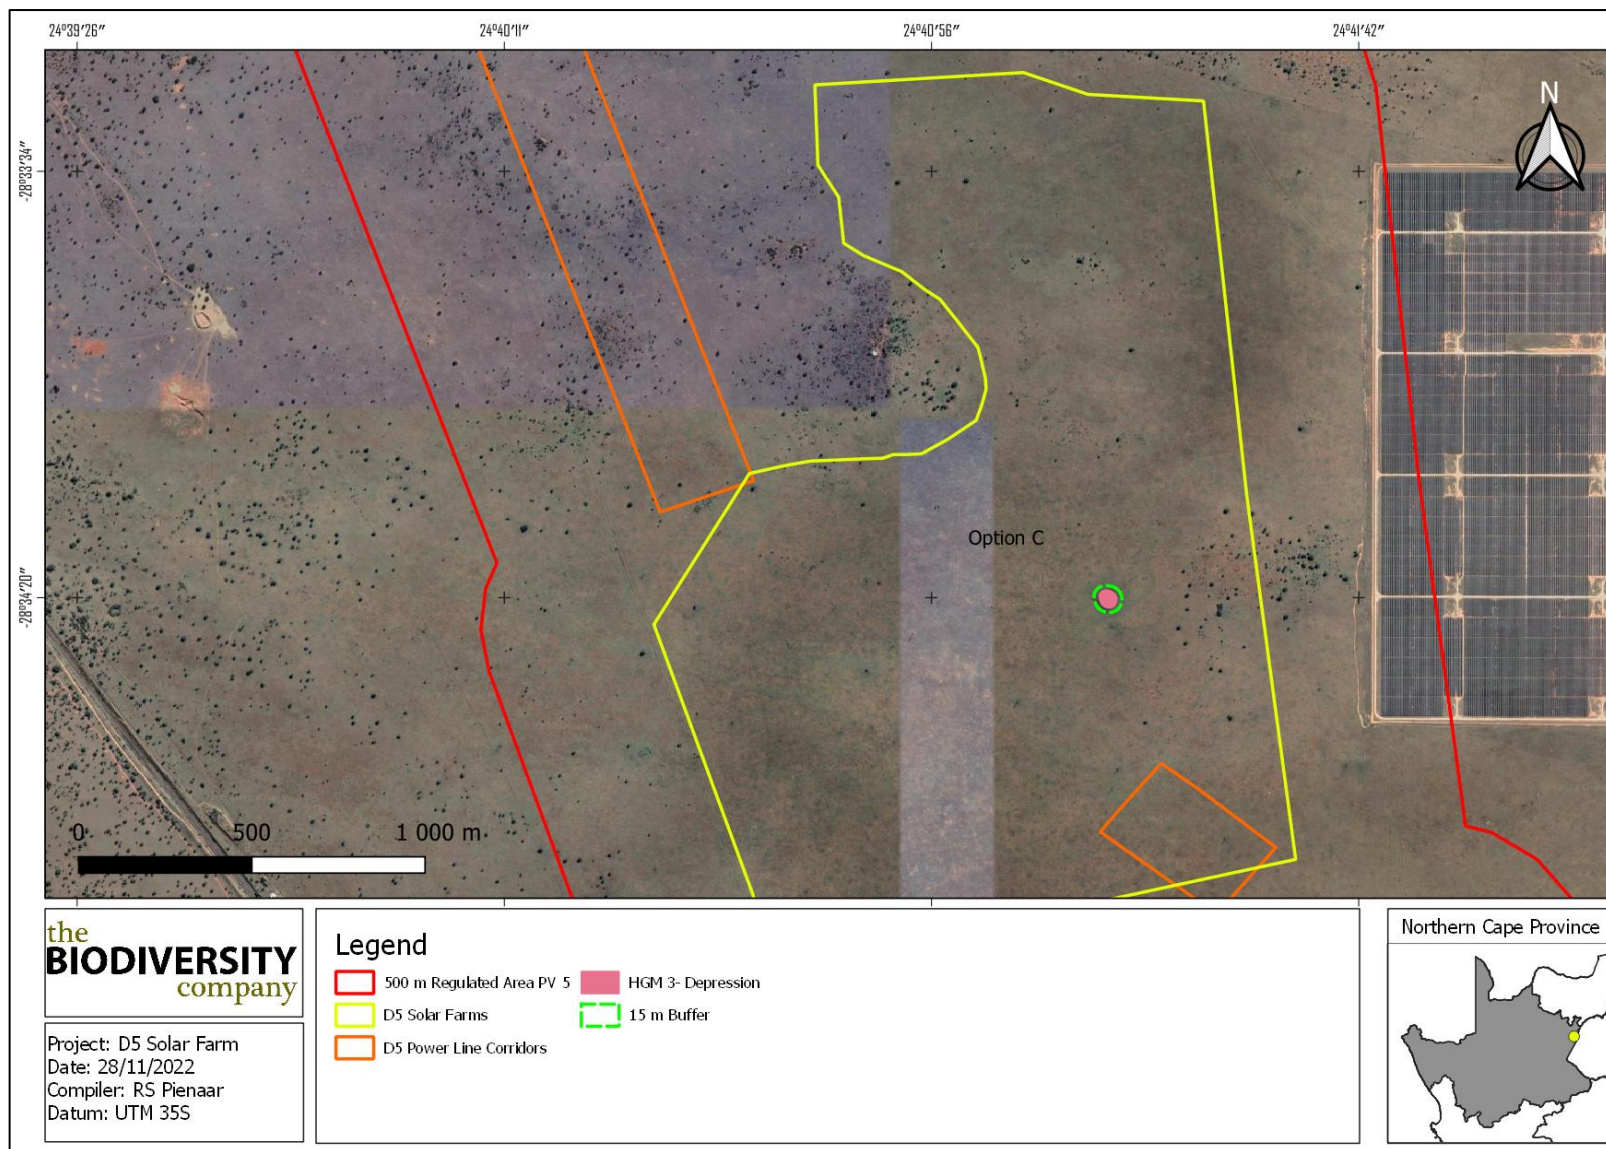 24°39'26" 24°40'11" 24°40'56" 24°41'42"
N
-28°33'34"
Option C
-28°34'20"
0 500 1 000 m
the
BIODIVERSITY
company
Project: D5 Solar Farm
Date: 28/11/2022
Compiler: RS Pienaar
Datum: UTM 35S
Legend
500 m Regulated Area PV 5
D5 Solar Farms
D5 Power Line Corridors
HGM 3- Depression
15 m Buffer
Northern Cape Province